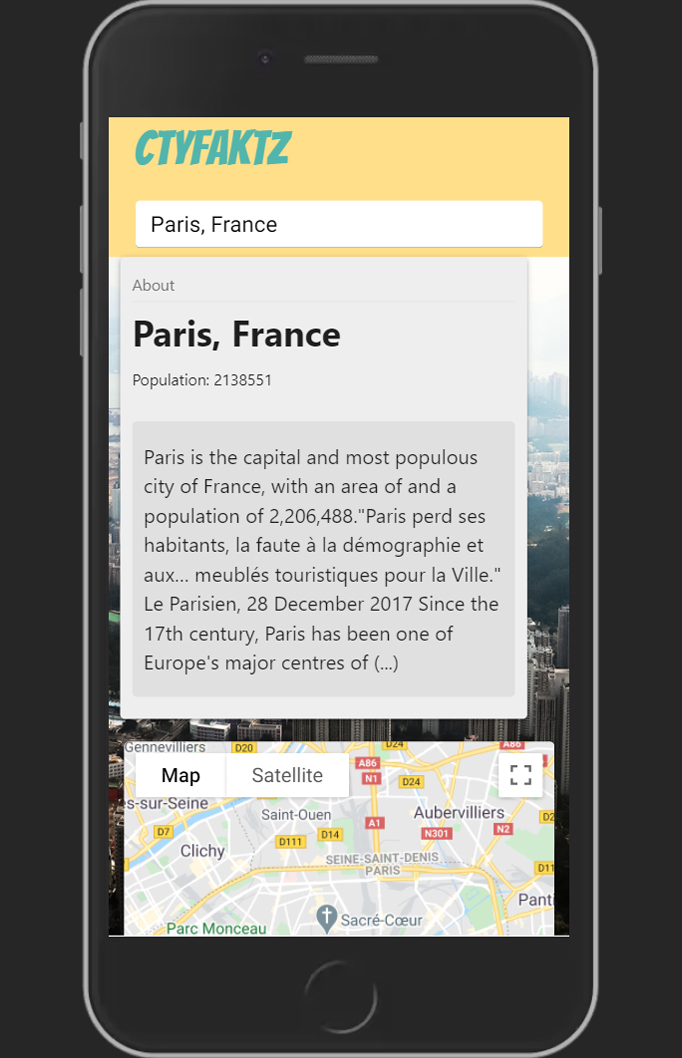 CTYFAKTZ
Paris, France
About
Paris, France
Population: 2138551
Paris is the capital and most populous
city of France, with an area of and a
population of 2,206,488."Paris perd ses
habitants, la faute à la démographie et
aux... meublés touristiques pour la Ville."
Le Parisien, 28 December 2017 Since the
17th century, Paris has been one of
Europe's major centres of (...)
Gennevilliers D20 D24 A86
Map Satellite
A86
N1 D24
s-sur-Seine
Saint-Ouen Aubervilliers D2
D7 D111 D14 A1 N301 N2
Clichy
SEINE-SAINT-DENIS
PARIS
D11
Panti
Sacré-Cœur
Parc Monceau